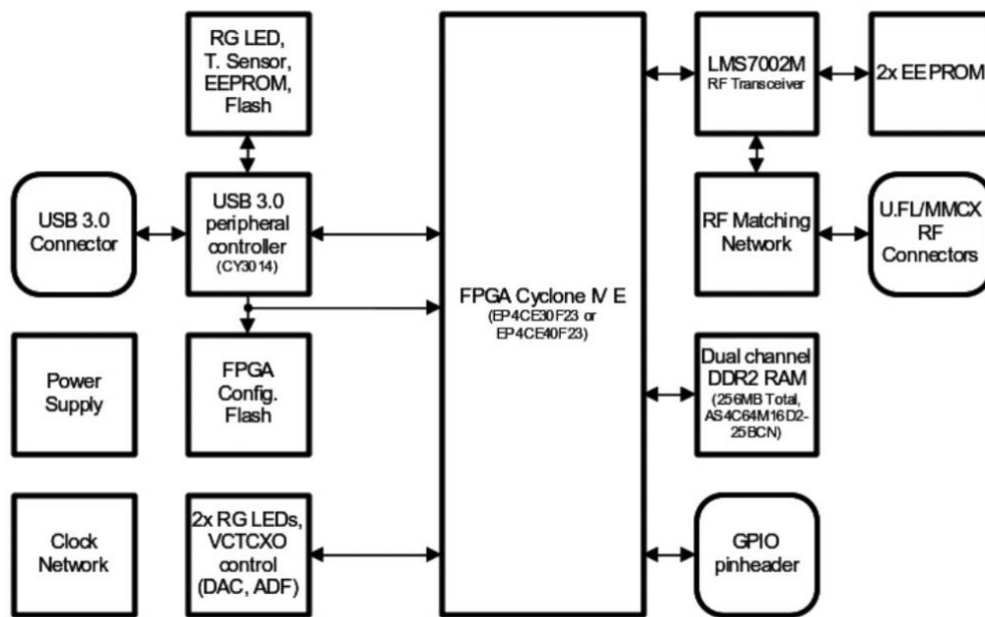 RG LED,
T. Sensor,
EEPROM,
Flash
LMS7002M
RF Transceiver
2x EEPROM
USB 3.0
Connector
USB 3.0
peripheral
controller
(CY3014)
RF Matching
Network
U.FL/MMCX
RF
Connectors
FPGA Cyclone IV E
(EP4CE30F23 or
EP4CE40F23)
Power
Supply
FPGA
Config.
Flash
Dual channel
DDR2 RAM
(256MB Total,
AS4C64M16D2-
25BCN)
Clock
Network
2x RG LEDs,
VCTCXO
control
(DAC, ADF)
GPIO
pinheader